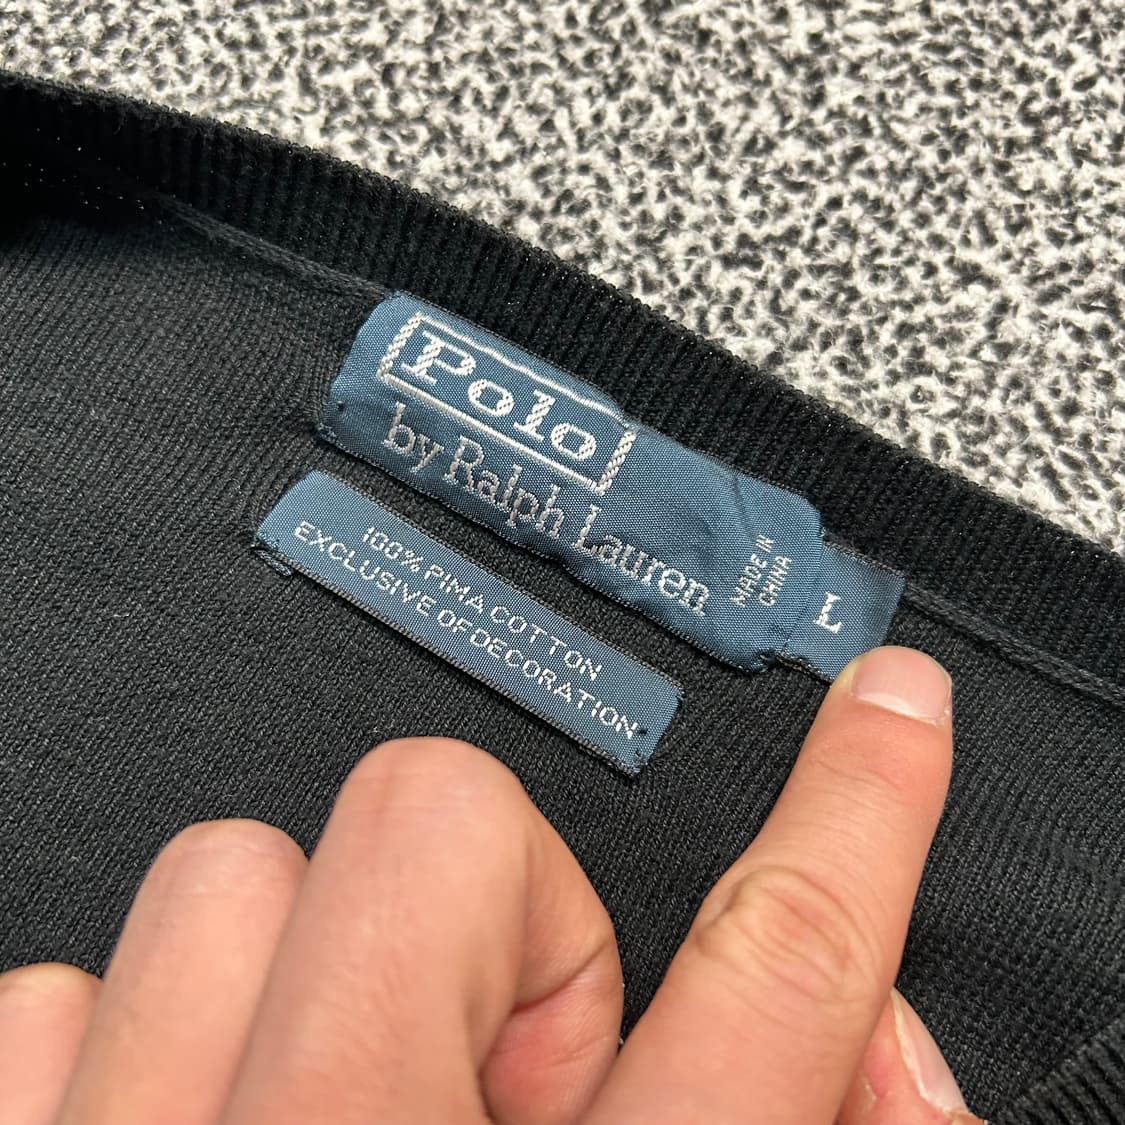 Polo
by Ralph Lauren
MADE IN
CHINA
L
100% PIMA COTTON
EXCLUSIVE OF DECORATION